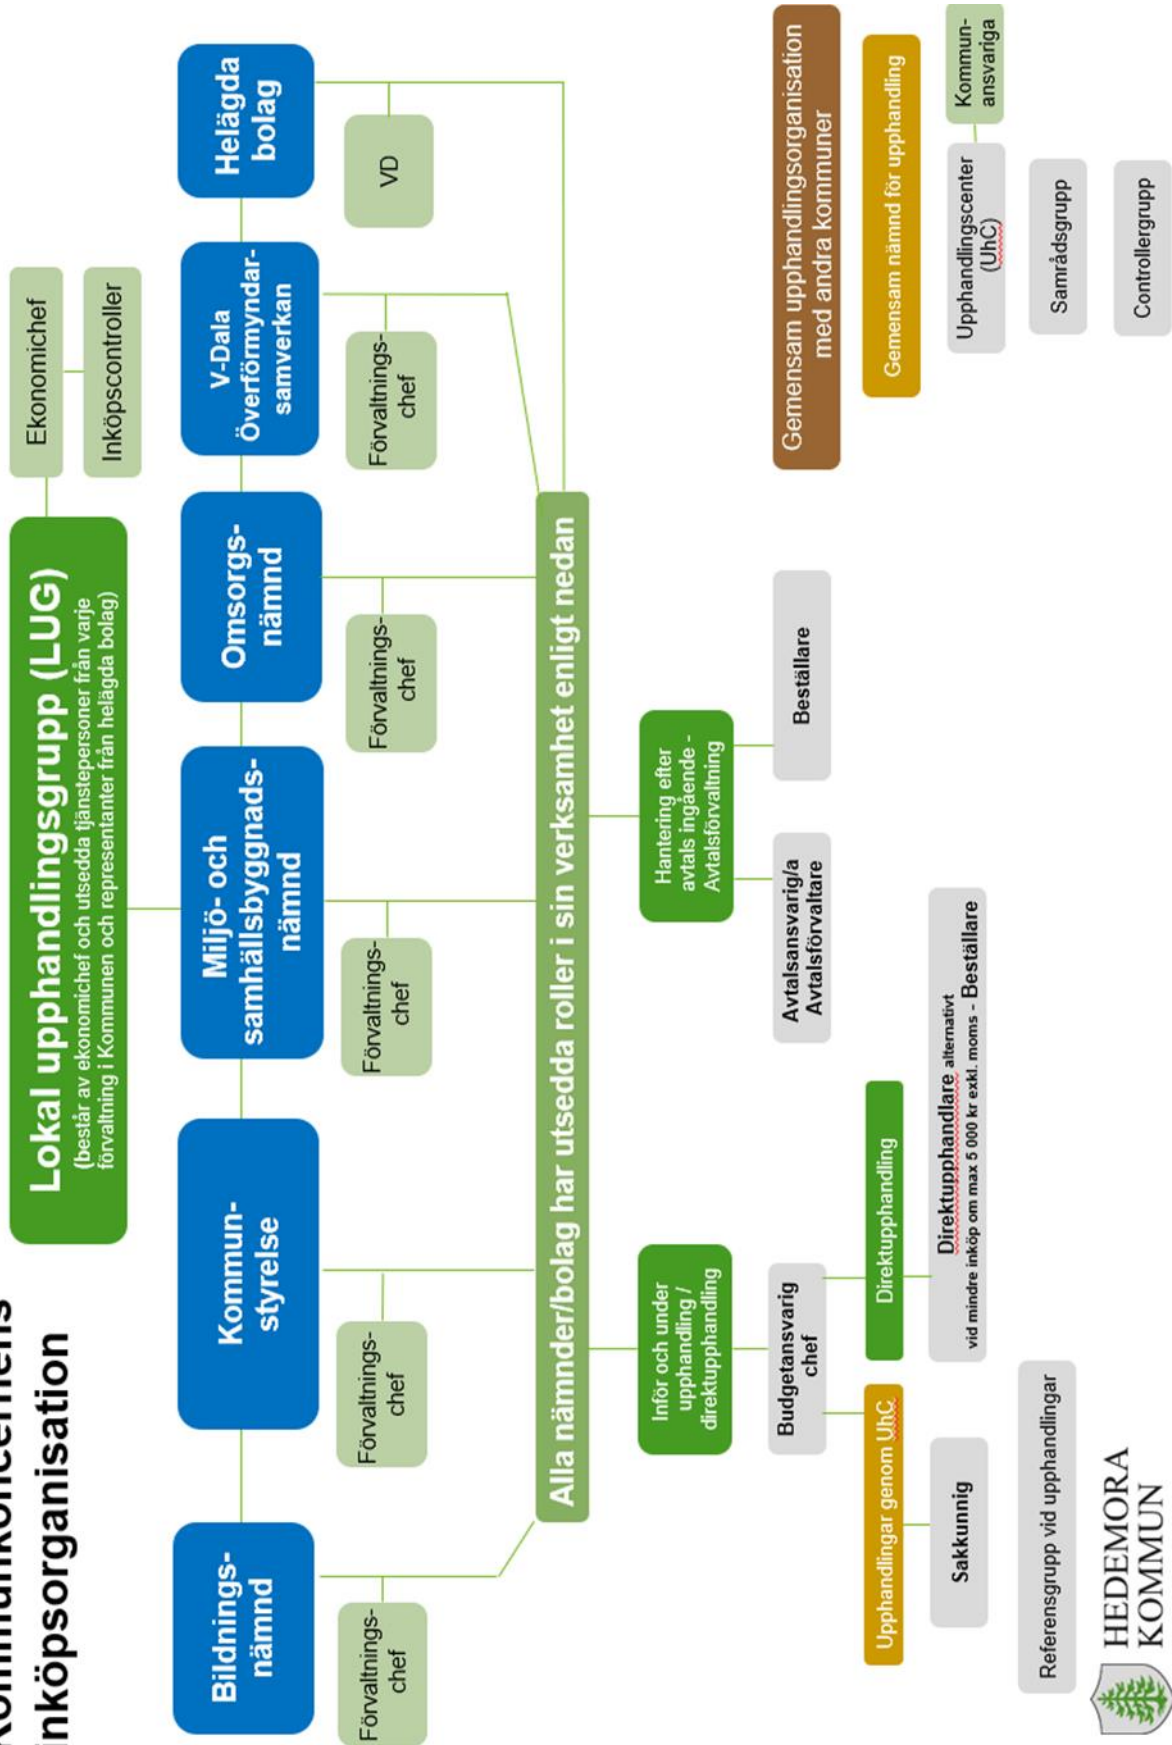 inköpsorganisation
Lokal upphandlingsgrupp (LUG)
(består av ekonomichef och utsedda tjänstepersoner från varje
förvaltning i Kommunen och representanter från helägda bolag)
Ekonomichef
Inköpscontroller
Bildnings-
nämnd
Kommun-
styrelse
Miljö- och
samhällsbyggnads-
nämnd
Omsorgs-
nämnd
V-Dala
Överförmyndar-
samverkan
Helägda
bolag
Förvaltnings-
chef
Förvaltnings-
chef
Förvaltnings-
chef
Förvaltnings-
chef
Förvaltnings-
chef
VD
Alla nämnder/bolag har utsedda roller i sin verksamhet enligt nedan
Inför och under
upphandling /
direktupphandling
Budgetansvarig
chef
Upphandlingar genom UhC
Direktupphandling
Sakkunnig
Direktupphandlare alternativt
vid mindre inköp om max 5 000 kr exkl. moms - Beställare
Referensgrupp vid upphandlingar
Hantering efter
avtals ingående -
Avtalsförvaltning
Avtalsansvarig/a
Avtalsförvaltare
Beställare
Gemensam upphandlingsorganisation
med andra kommuner
Gemensam nämnd för upphandling
Upphandlingscenter
(UhC)
Kommun-
ansvariga
Samrådsgrupp
Controllergrupp
HEDEMORA
KOMMUN